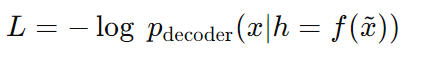 L = − log p_decoder(x|h = f(x̃))